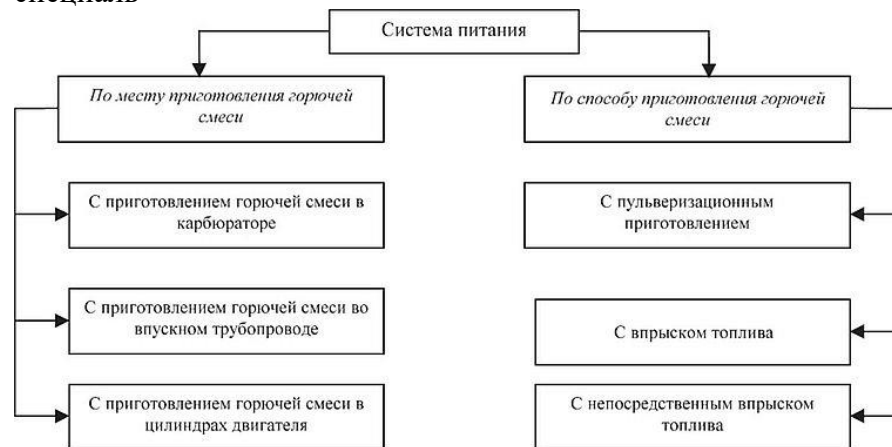 Система питания
По месту приготовления горючей
смеси
По способу приготовления горючей
смеси
С приготовлением горючей смеси в
карбюраторе
С пульверизационным
приготовлением
С приготовлением горючей смеси во
впускном трубопроводе
С впрыском топлива
С приготовлением горючей смеси в
цилиндрах двигателя
С непосредственным впрыском
топлива